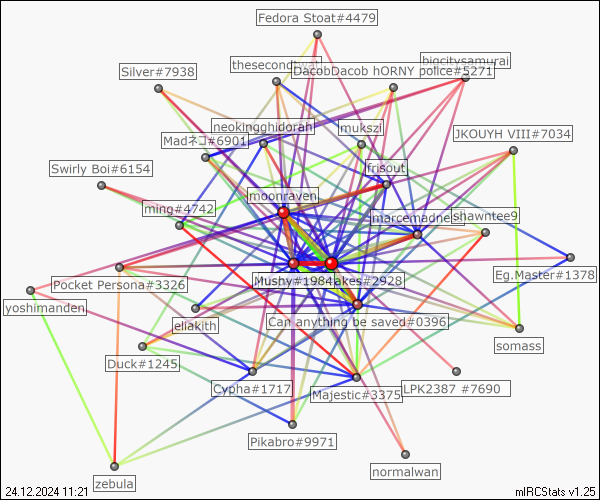 Fedora Stoat#4479
bigcitysamurai
DacobDacob hORNY police#5271
Silver#7938
neokingghidorah
mukszi
JKOUYH VIII#7034
Madネコ#6901
frisout
Swirly Boi#6154
moonraven
ming#4742
marcemadness
shawtee9
Eg.Master#1378
Pocket Persona#3326
Mushy#1984
akes#2928
yoshimanden
eliakith
Can anything be saved#0396
somass
Duck#1245
Cypha#1717
Majestic#3375
LPK2387 #7690
Pikabro#9971
normalwan
zebula
24.12.2024 11:21
mIRCStats v1.25